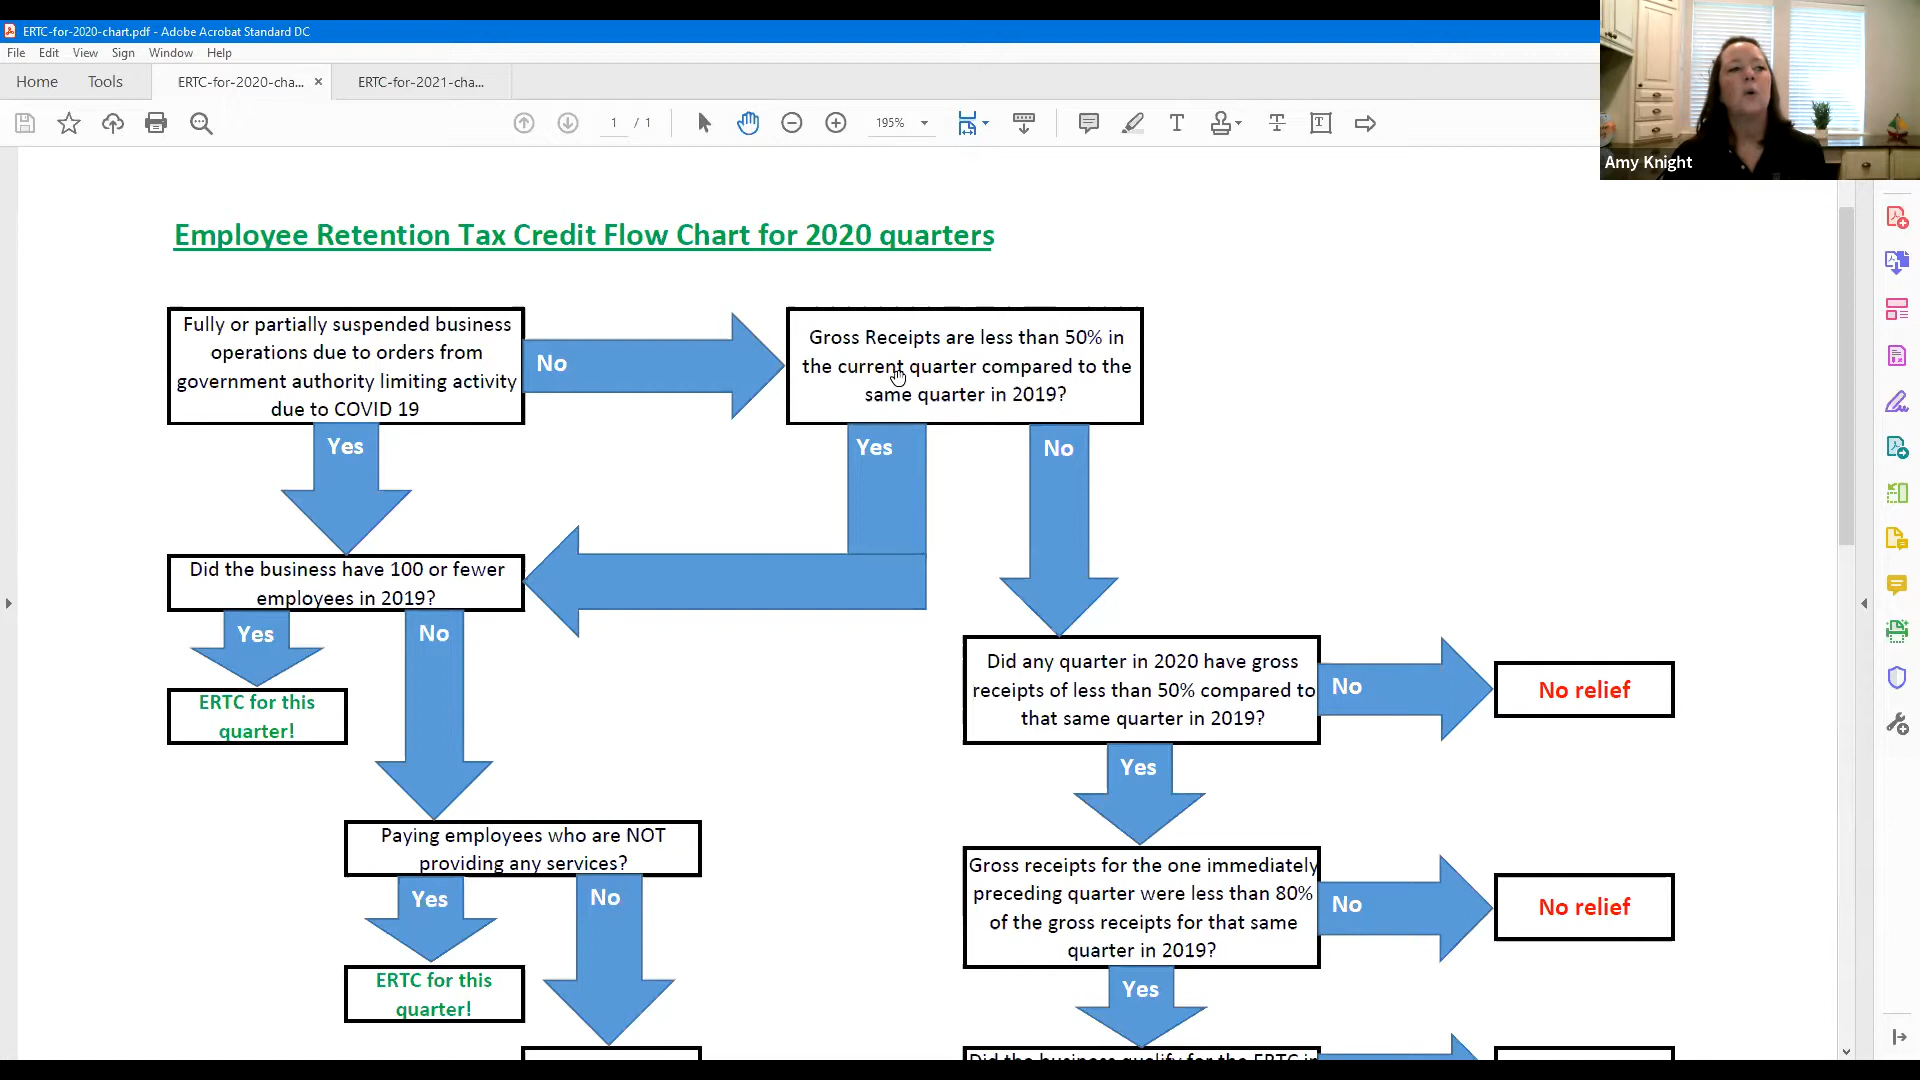 ERTC-for-2020-chart.pdf - Adobe Acrobat Standard DC
File Edit View Sign Window Help
Home Tools ERTC-for-2020-cha... × ERTC-for-2021-cha...
1 / 1 195%
Amy Knight
Employee Retention Tax Credit Flow Chart for 2020 quarters
Fully or partially suspended business
operations due to orders from
government authority limiting activity
due to COVID 19
No
Gross Receipts are less than 50% in
the current quarter compared to the
same quarter in 2019?
Yes
Yes
No
Did the business have 100 or fewer
employees in 2019?
Yes
No
ERTC for this
quarter!
Did any quarter in 2020 have gross
receipts of less than 50% compared to
that same quarter in 2019?
No
No relief
Yes
Paying employees who are NOT
providing any services?
Yes
No
ERTC for this
quarter!
Gross receipts for the one immediately
preceding quarter were less than 80%
of the gross receipts for that same
quarter in 2019?
No
No relief
Yes
Did the business qualify for the ERTC in